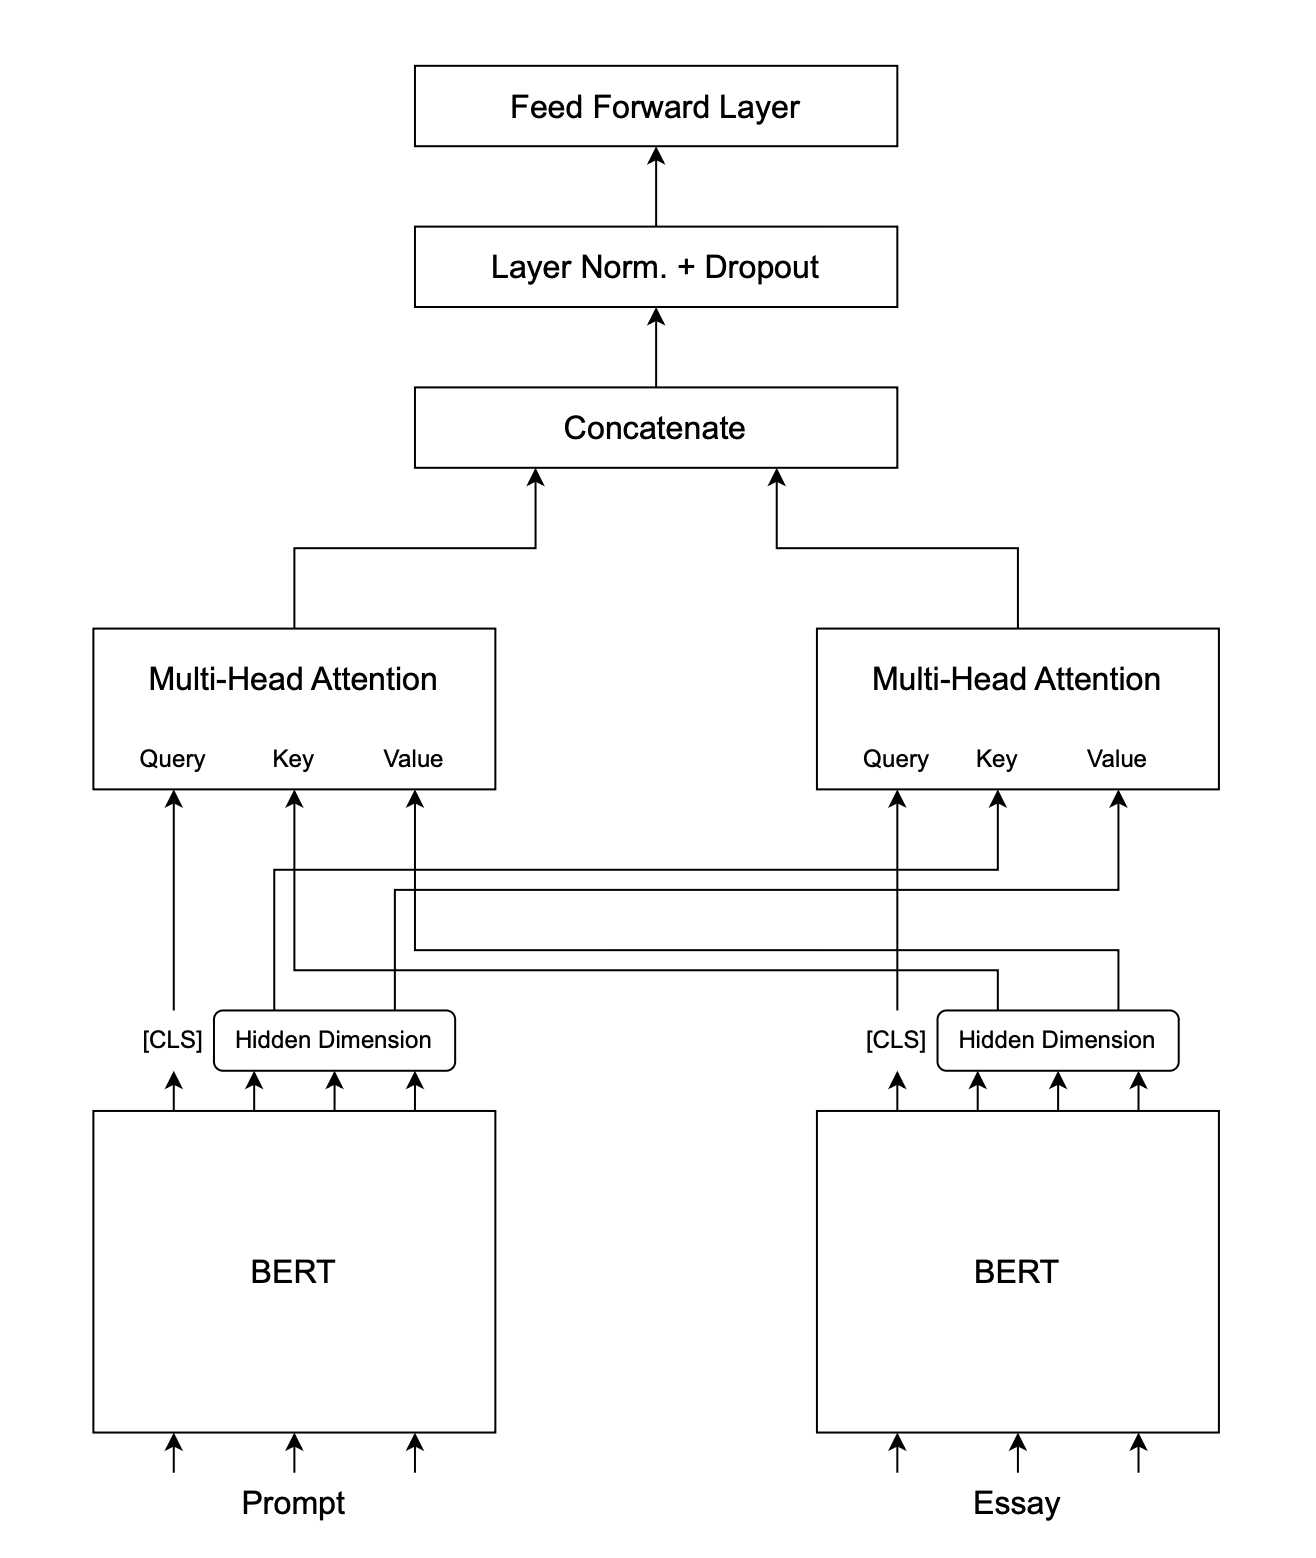 Feed Forward Layer
Layer Norm. + Dropout
Concatenate
Multi-Head Attention
Query Key Value
Multi-Head Attention
Query Key Value
[CLS] Hidden Dimension
[CLS] Hidden Dimension
BERT
BERT
Prompt
Essay